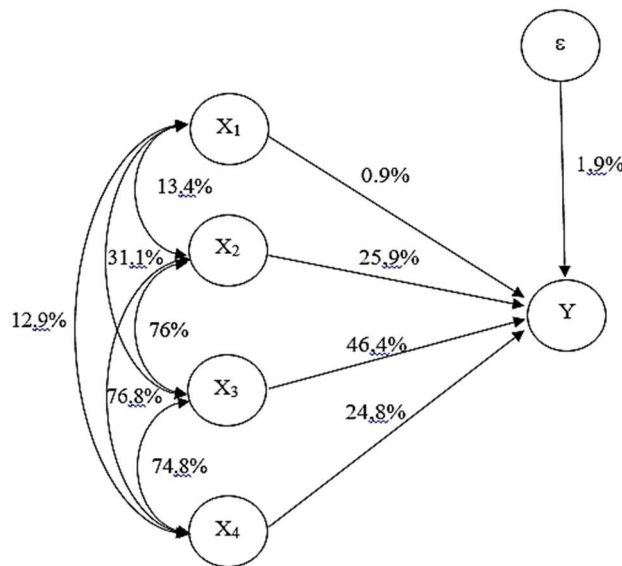 ε
X₁
1,9%
0.9%
13,4%
X₂
25,9%
31,1%
12,9%
76%
Y
46,4%
X₃
76,8%
24,8%
74,8%
X₄